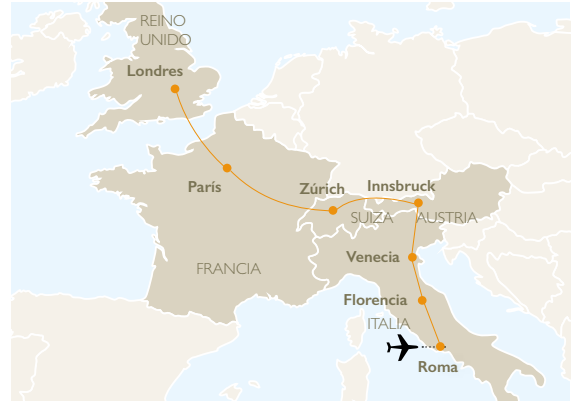 REINO
UNIDO
Londres
París
Zúrich
Innsbruck
SUIZA
AUSTRIA
Venecia
FRANCIA
Florencia
ITALIA
Roma